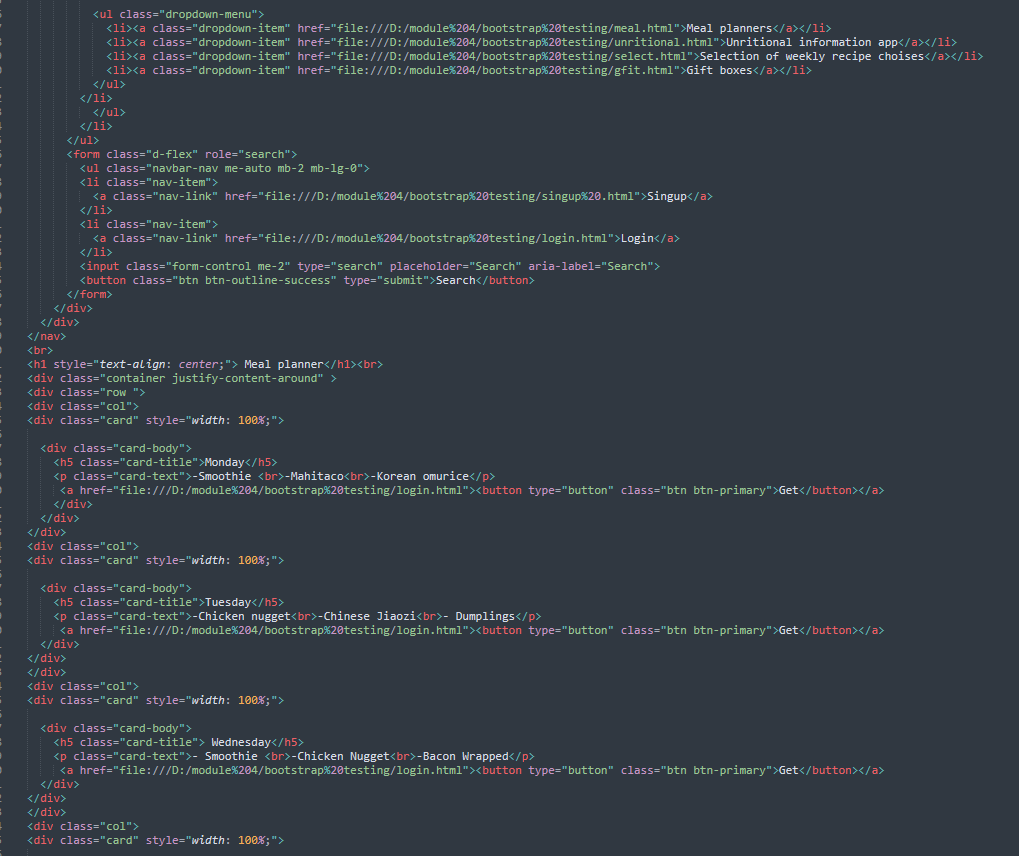 <ul class="dropdown-menu">
<li><a class="dropdown-item" href="file:///D:/module%204/bootstrap%20testing/meal.html">Meal planners</a></li>
<li><a class="dropdown-item" href="file:///D:/module%204/bootstrap%20testing/unritional.html">Unritional information app</a></li>
<li><a class="dropdown-item" href="file:///D:/module%204/bootstrap%20testing/select.html">Selection of weekly recipe choises</a></li>
<li><a class="dropdown-item" href="file:///D:/module%204/bootstrap%20testing/gfit.html">Gift boxes</a></li>
</ul>
</li>
</ul>
</li>
</ul>
<form class="d-flex" role="search">
<ul class="navbar-nav me-auto mb-2 mb-lg-0">
<li class="nav-item">
<a class="nav-link" href="file:///D:/module%204/bootstrap%20testing/singup%20.html">Singup</a>
</li>
<li class="nav-item">
<a class="nav-link" href="file:///D:/module%204/bootstrap%20testing/login.html">Login</a>
</li>
<input class="form-control me-2" type="search" placeholder="Search" aria-label="Search">
<button class="btn btn-outline-success" type="submit">Search</button>
</form>
</div>
</div>
</nav>
<br>
<h1 style="text-align: center;"> Meal planner</h1><br>
<div class="container justify-content-around" >
<div class="row ">
<div class="col">
<div class="card" style="width: 100%;">
<div class="card-body">
<h5 class="card-title">Monday</h5>
<p class="card-text">-Smoothie <br>-Mahitaco<br>-Korean omurice</p>
<a href="file:///D:/module%204/bootstrap%20testing/login.html"><button type="button" class="btn btn-primary">Get</button></a>
</div>
</div>
</div>
<div class="col">
<div class="card" style="width: 100%;">
<div class="card-body">
<h5 class="card-title">Tuesday</h5>
<p class="card-text">-Chicken nugget<br>-Chinese Jiaozi<br>- Dumplings</p>
<a href="file:///D:/module%204/bootstrap%20testing/login.html"><button type="button" class="btn btn-primary">Get</button></a>
</div>
</div>
</div>
<div class="col">
<div class="card" style="width: 100%;">
<div class="card-body">
<h5 class="card-title"> Wednesday</h5>
<p class="card-text">- Smoothie <br>-Chicken Nugget<br>-Bacon Wrapped</p>
<a href="file:///D:/module%204/bootstrap%20testing/login.html"><button type="button" class="btn btn-primary">Get</button></a>
</div>
</div>
</div>
<div class="col">
<div class="card" style="width: 100%;">